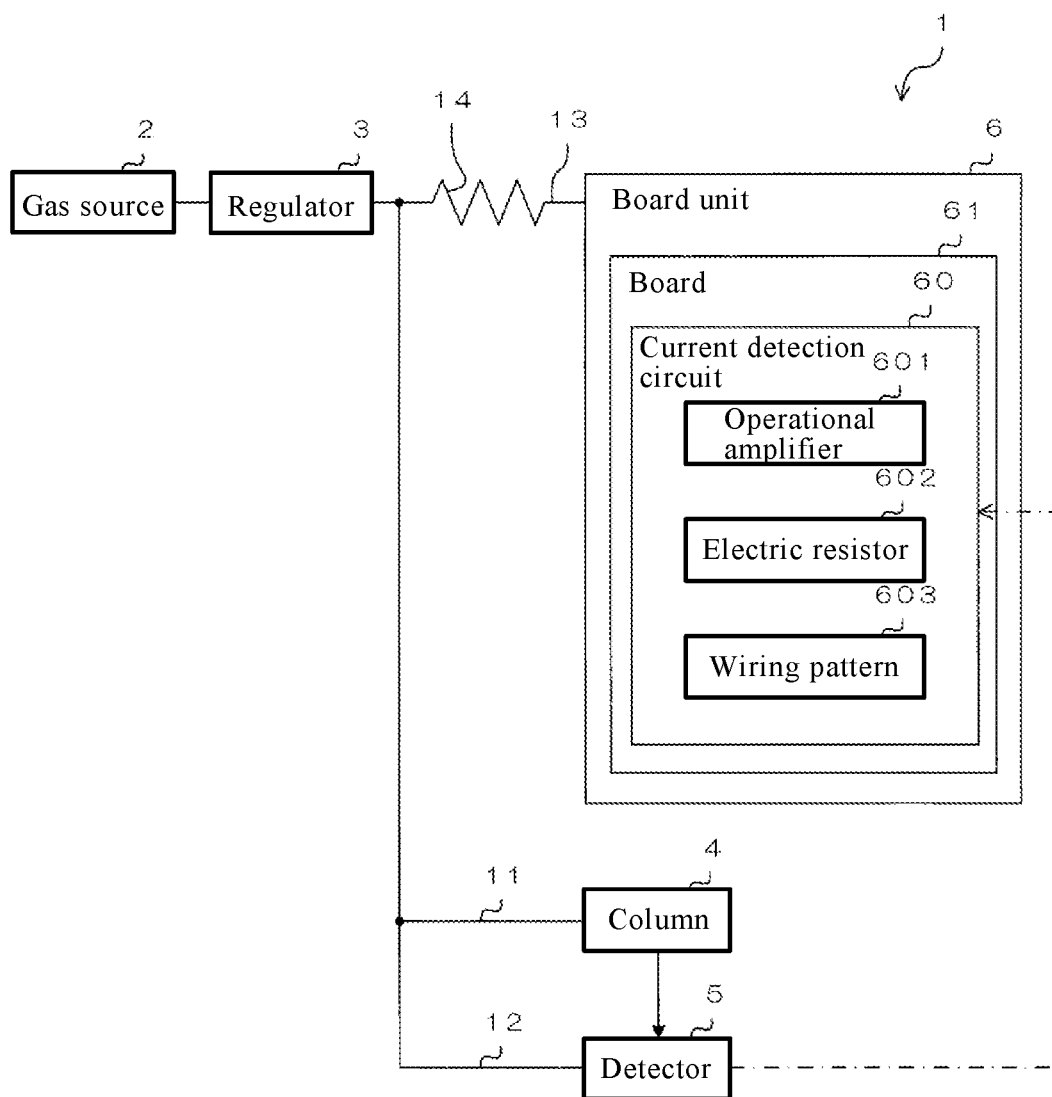 1
14
13
2
3
6
Gas source
Regulator
Board unit
61
Board
60
Current detection
circuit
601
Operational
amplifier
602
Electric resistor
603
Wiring pattern
11
4
Column
12
5
Detector